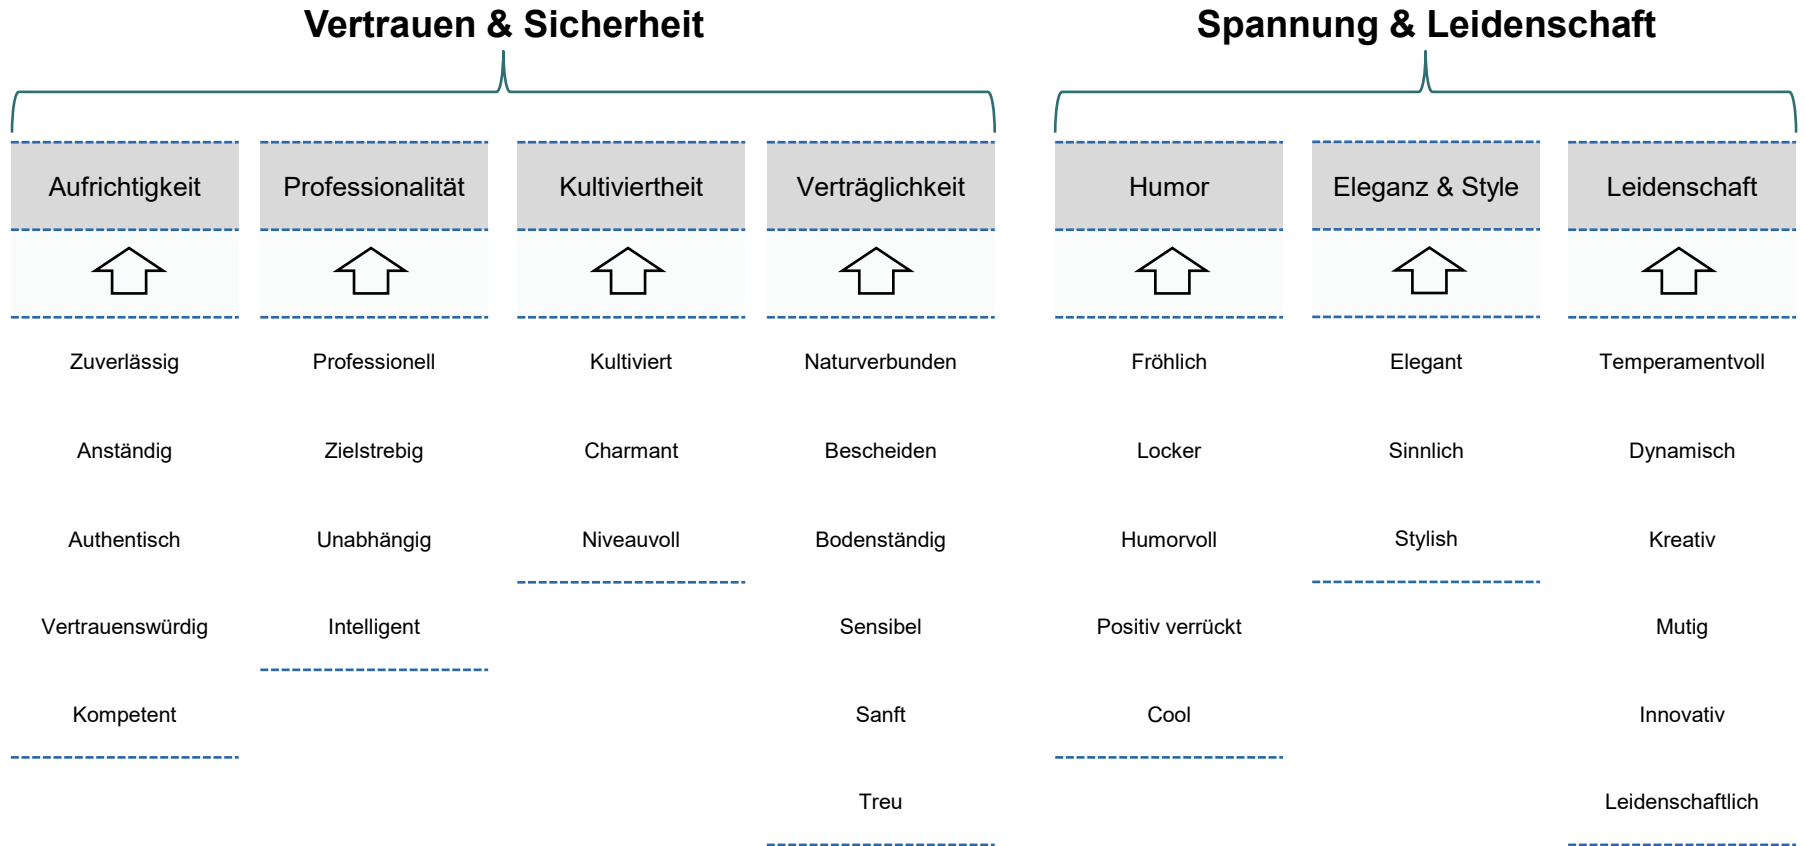 Vertrauen & Sicherheit
Spannung & Leidenschaft
Aufrichtigkeit
Professionalität
Kultiviertheit
Verträglichkeit
Humor
Eleganz & Style
Leidenschaft
Zuverlässig
Professionell
Kultiviert
Naturverbunden
Fröhlich
Elegant
Temperamentvoll
Anständig
Zielstrebig
Charmant
Bescheiden
Locker
Sinnlich
Dynamisch
Authentisch
Unabhängig
Niveauvoll
Bodenständig
Humorvoll
Stylish
Kreativ
Vertrauenswürdig
Intelligent
Sensibel
Positiv verrückt
Mutig
Kompetent
Sanft
Cool
Innovativ
Treu
Leidenschaftlich